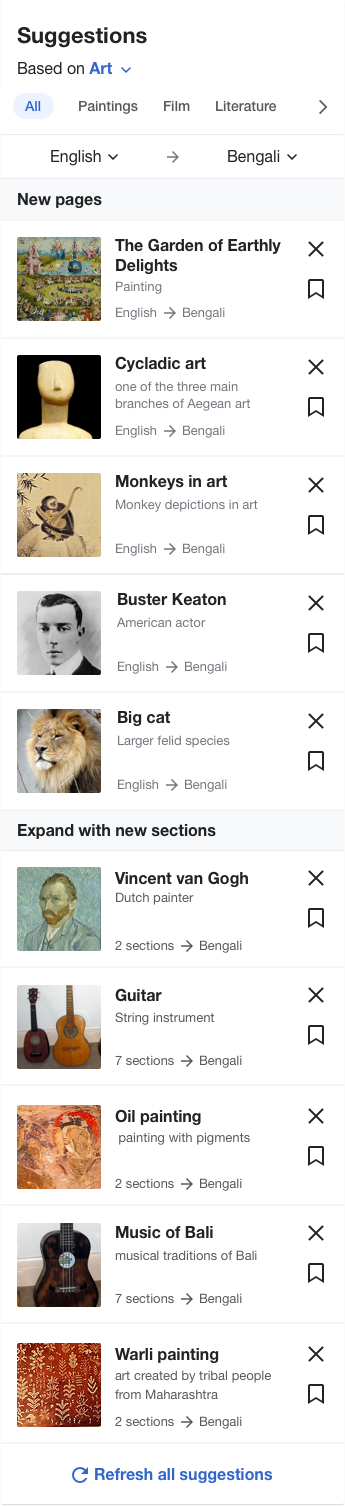 Suggestions
Based on Art
All Paintings Film Literature
English → Bengali
New pages
The Garden of Earthly
Delights
Painting
English → Bengali
Cycladic art
one of the three main
branches of Aegean art
English → Bengali
Monkeys in art
Monkey depictions in art
English → Bengali
Buster Keaton
American actor
English → Bengali
Big cat
Larger felid species
English → Bengali
Expand with new sections
Vincent van Gogh
Dutch painter
2 sections → Bengali
Guitar
String instrument
7 sections → Bengali
Oil painting
painting with pigments
2 sections → Bengali
Music of Bali
musical traditions of Bali
7 sections → Bengali
Warli painting
art created by tribal people
from Maharashtra
2 sections → Bengali
Refresh all suggestions